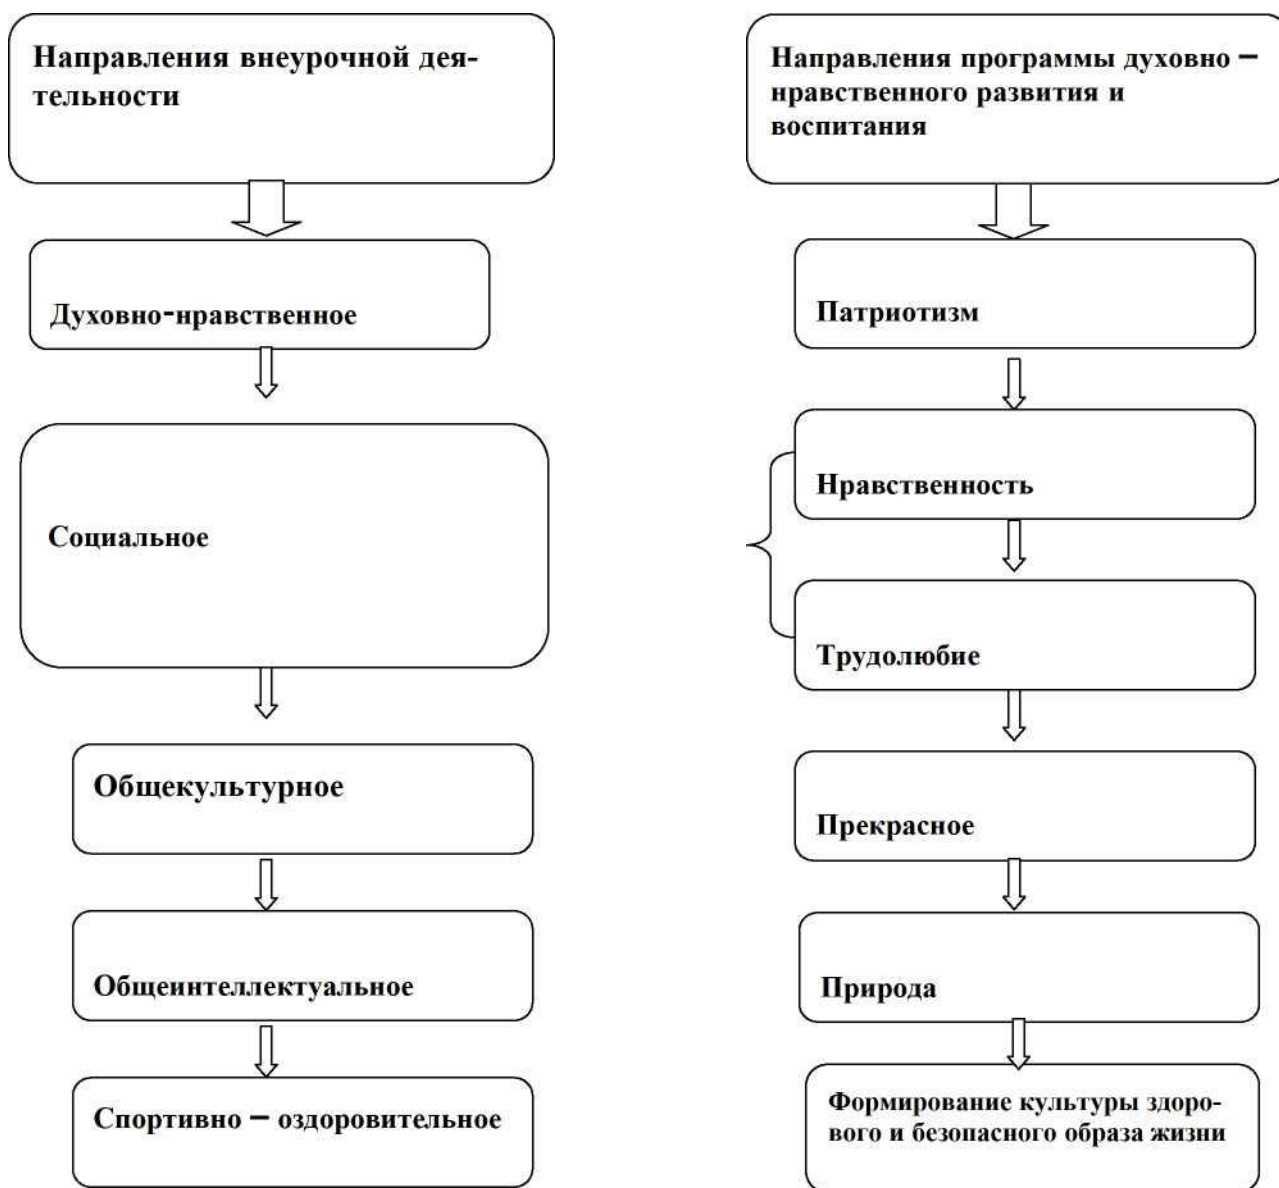 Направления внеурочной дея-
тельности
Духовно-нравственное
Социальное
Общекультурное
Общеинтеллектуальное
Спортивно – оздоровительное
Направления программы духовно –
нравственного развития и
воспитания
Патриотизм
Нравственность
Трудолюбие
Прекрасное
Природа
Формирование культуры здоро-
вого и безопасного образа жизни